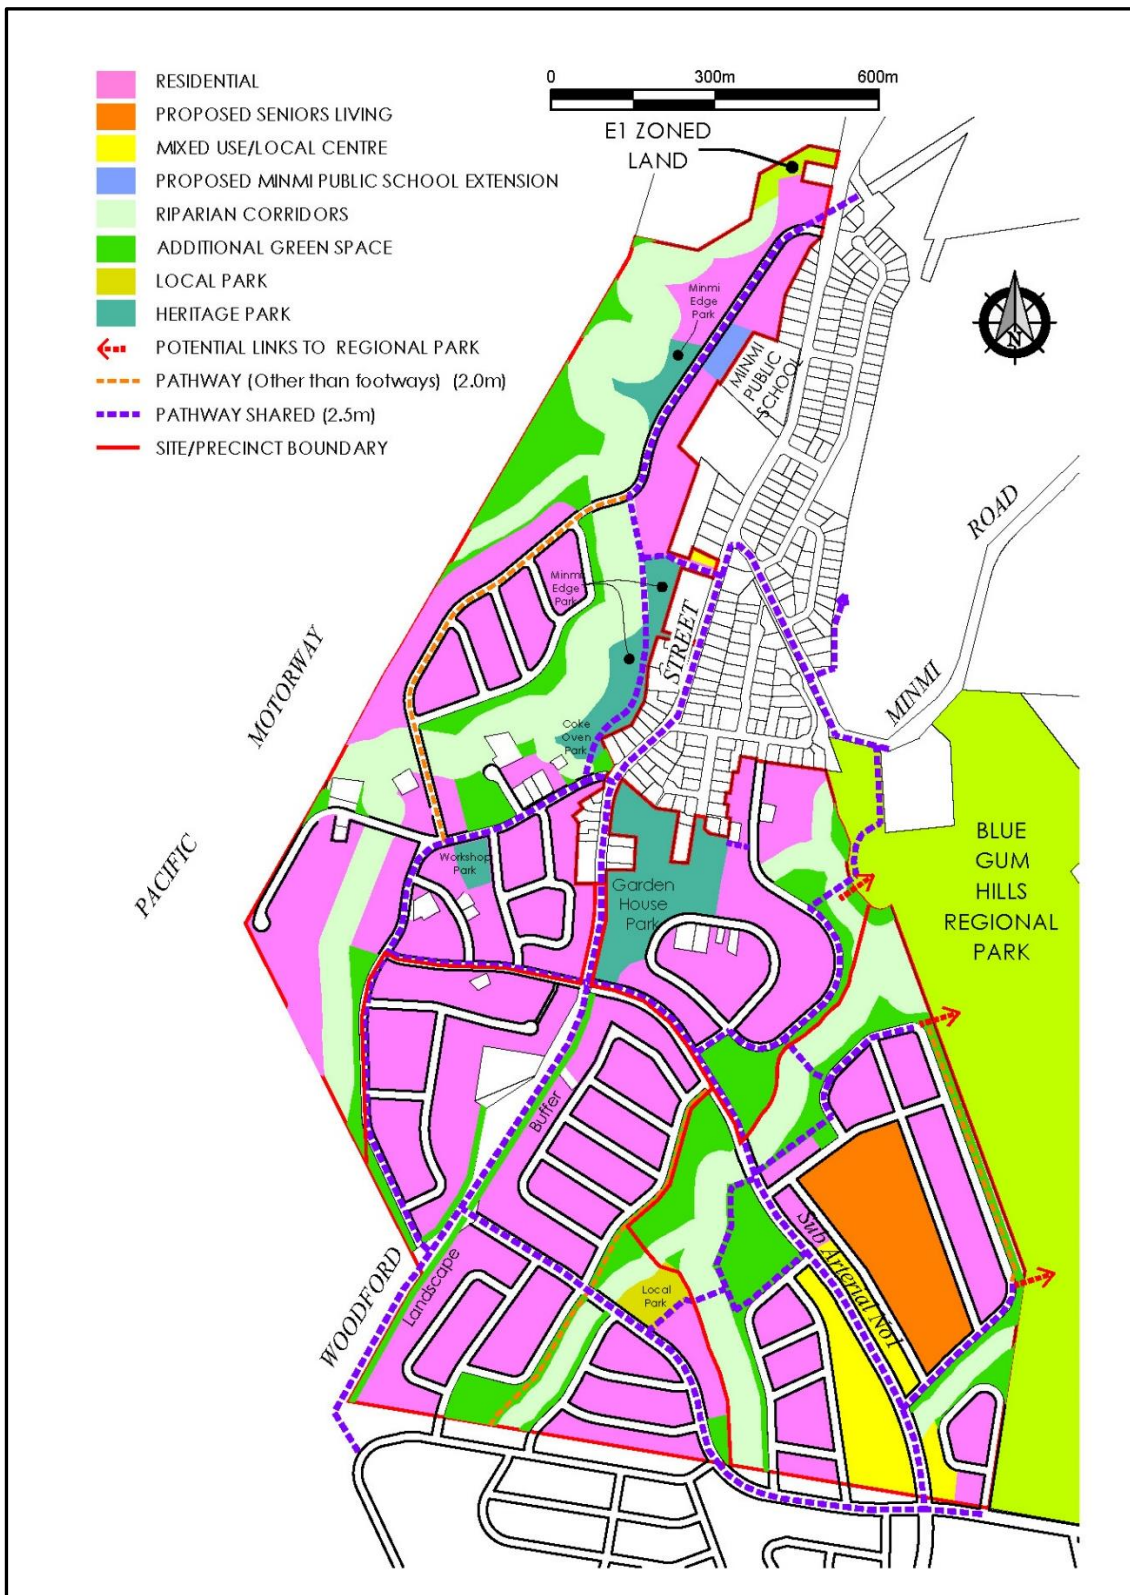 RESIDENTIAL
PROPOSED SENIORS LIVING
MIXED USE/LOCAL CENTRE
PROPOSED MINMI PUBLIC SCHOOL EXTENSION
RIPARIAN CORRIDORS
ADDITIONAL GREEN SPACE
LOCAL PARK
HERITAGE PARK
POTENTIAL LINKS TO REGIONAL PARK
PATHWAY (Other than footways) (2.0m)
PATHWAY SHARED (2.5m)
SITE/PRECINCT BOUNDARY
0 300m 600m
E1 ZONED
LAND
N
Minmi
Edge
Park
MINMI
PUBLIC
SCHOOL
ROAD
MINMI
Minmi
Edge
Park
STREET
MOTORWAY
PACIFIC
Coke
Oven
Park
BLUE
GUM
HILLS
REGIONAL
PARK
Workshop
Park
Garden
House
Park
Buffer
Landscape
WOODFORD
Sub Arterial No1
Local
Park